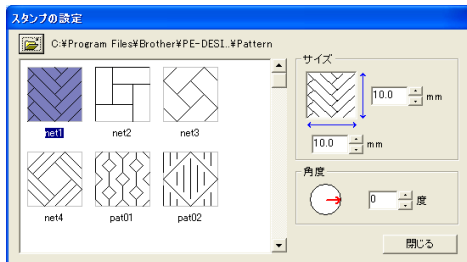 スタンプの設定
C:¥Program Files¥Brother¥PE-DESI..¥Pattern
net1 net2 net3
net4 pat01 pat02
サイズ
10.0 mm
10.0 mm
角度
0 度
閉じる